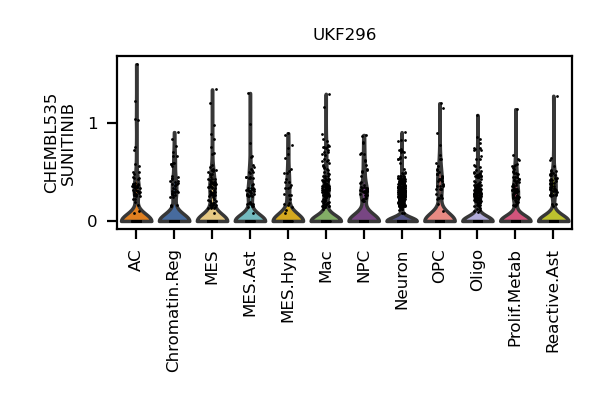 UKF296
CHEMBL535
SUNITINIB
1
0
AC
Chromatin.Reg
MES
MES.Ast
MES.Hyp
Mac
NPC
Neuron
OPC
Oligo
Prolif.Metab
Reactive.Ast